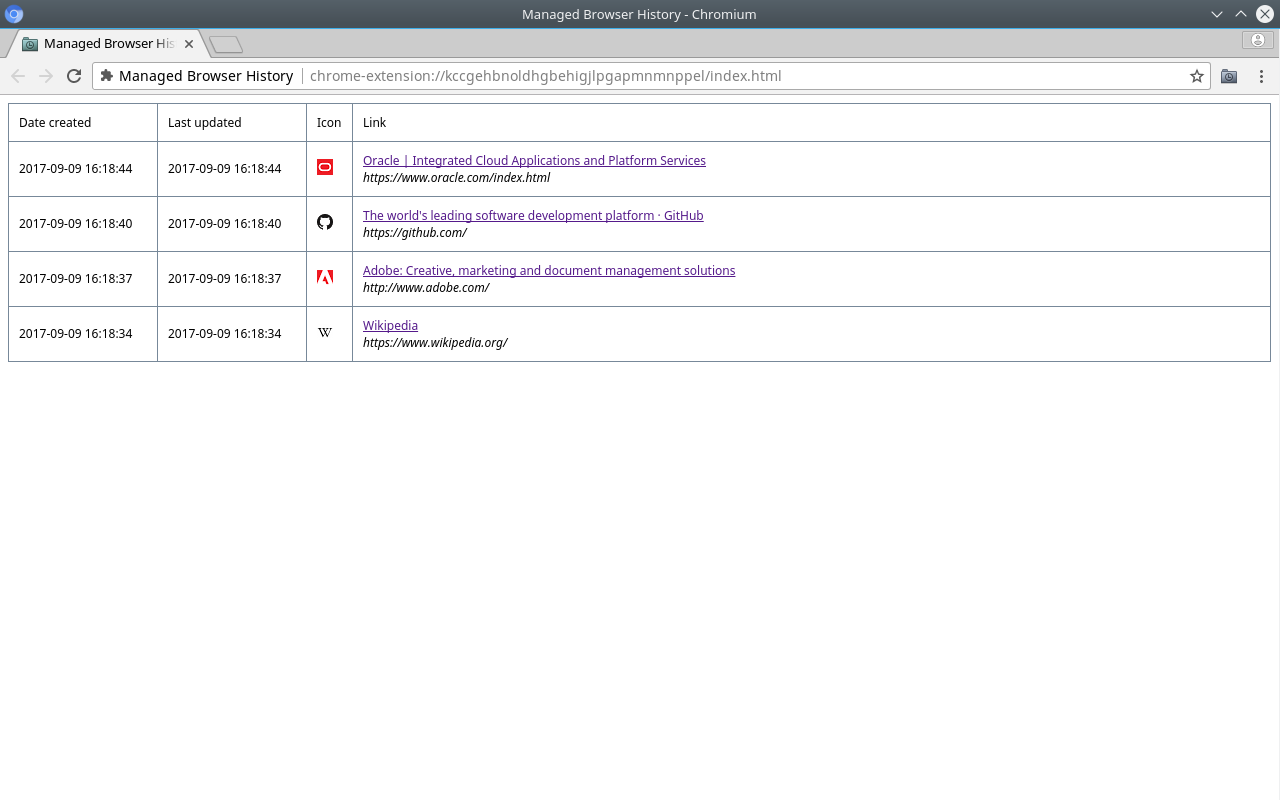 Managed Browser History - Chromium
Managed Browser His
Managed Browser History chrome-extension://kccgehbnoldhgbehigjlpgapmnmnppel/index.html
Date created Last updated Icon Link
2017-09-09 16:18:44 2017-09-09 16:18:44 Oracle | Integrated Cloud Applications and Platform Services
https://www.oracle.com/index.html
2017-09-09 16:18:40 2017-09-09 16:18:40 The world's leading software development platform · GitHub
https://github.com/
2017-09-09 16:18:37 2017-09-09 16:18:37 Adobe: Creative, marketing and document management solutions
http://www.adobe.com/
2017-09-09 16:18:34 2017-09-09 16:18:34 W Wikipedia
https://www.wikipedia.org/